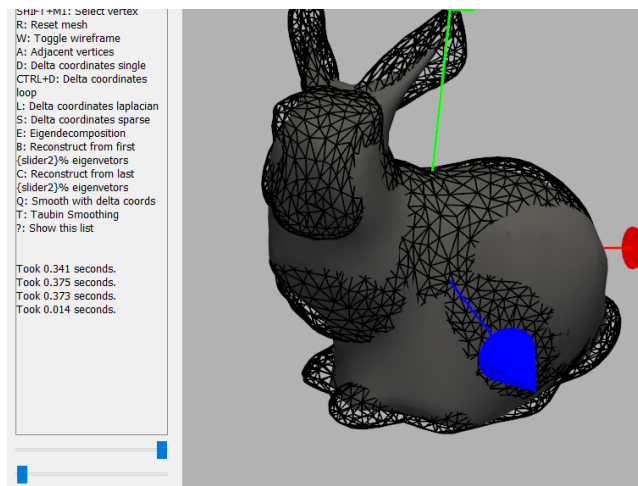 SHIFT+M1: Select vertex
R: Reset mesh
W: Toggle wireframe
A: Adjacent vertices
D: Delta coordinates single
CTRL+D: Delta coordinates
loop
L: Delta coordinates laplacian
S: Delta coordinates sparse
E: Eigendecomposition
B: Reconstruct from first
{slider2}% eigenvetors
C: Reconstruct from last
{slider2}% eigenvetors
Q: Smooth with delta coords
T: Taubin Smoothing
?: Show this list
Took 0.341 seconds.
Took 0.375 seconds.
Took 0.373 seconds.
Took 0.014 seconds.